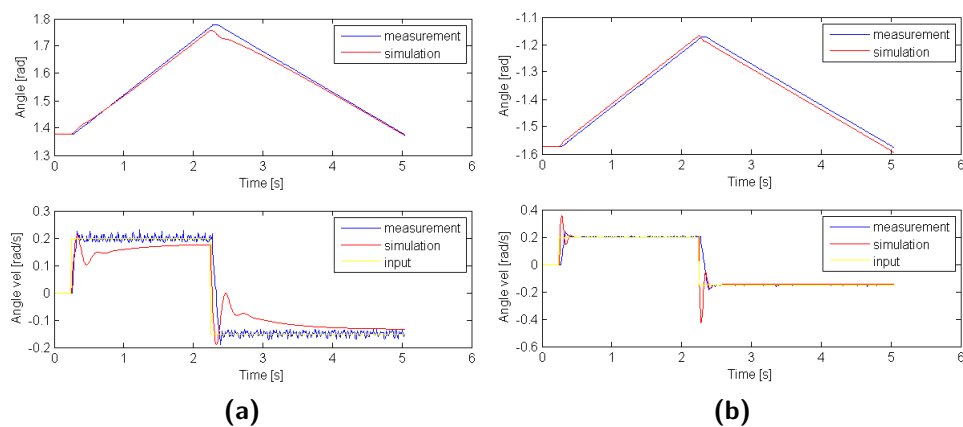 1.8
1.7
1.6
1.5
1.4
1.3
Angle [rad]
measurement
simulation
0 1 2 3 4 5 6
Time [s]
0.3
0.2
0.1
0
-0.1
-0.2
Angle vel [rad/s]
measurement
simulation
input
0 1 2 3 4 5 6
Time [s]
(a)
-1
-1.1
-1.2
-1.3
-1.4
-1.5
-1.6
Angle [rad]
measurement
simulation
0 1 2 3 4 5 6
Time [s]
0.4
0.2
0
-0.2
-0.4
-0.6
Angle vel [rad/s]
measurement
simulation
input
0 1 2 3 4 5 6
Time [s]
(b)